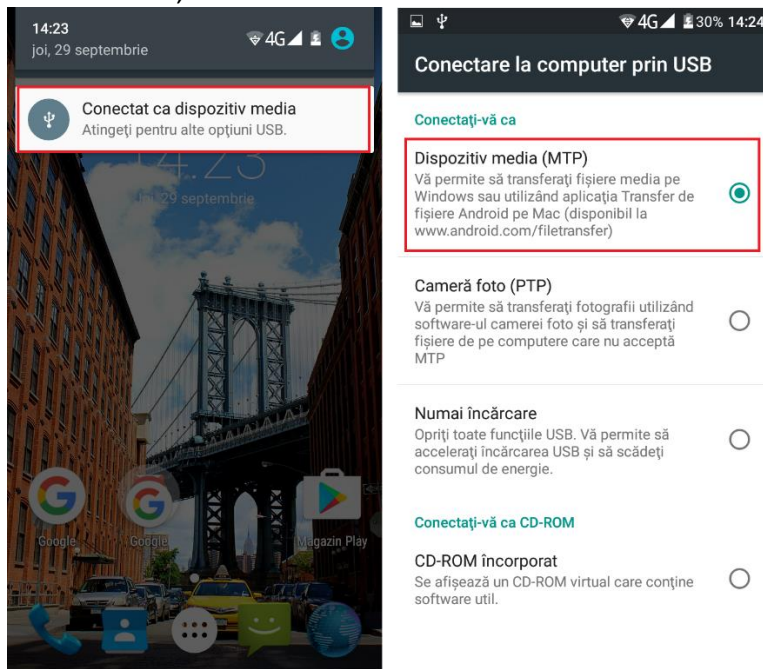 14:23
joi, 29 septembrie
4G
Conectat ca dispozitiv media
Atingeți pentru alte opțiuni USB.
14:23
joi, 29 septembrie
Google
Google
Magazin Play
4G 30% 14:24
Conectare la computer prin USB
Conectați-vă ca
Dispozitiv media (MTP)
Vă permite să transferați fișiere media pe
Windows sau utilizând aplicația Transfer de
fișiere Android pe Mac (disponibil la
www.android.com/filetransfer)
Cameră foto (PTP)
Vă permite să transferați fotografii utilizând
software-ul camerei foto și să transferați
fișiere de pe computere care nu acceptă
MTP
Numai încărcare
Opriți toate funcțiile USB. Vă permite să
accelerați încărcarea USB și să scădeți
consumul de energie.
Conectați-vă ca CD-ROM
CD-ROM încorporat
Se afișează un CD-ROM virtual care conține
software util.